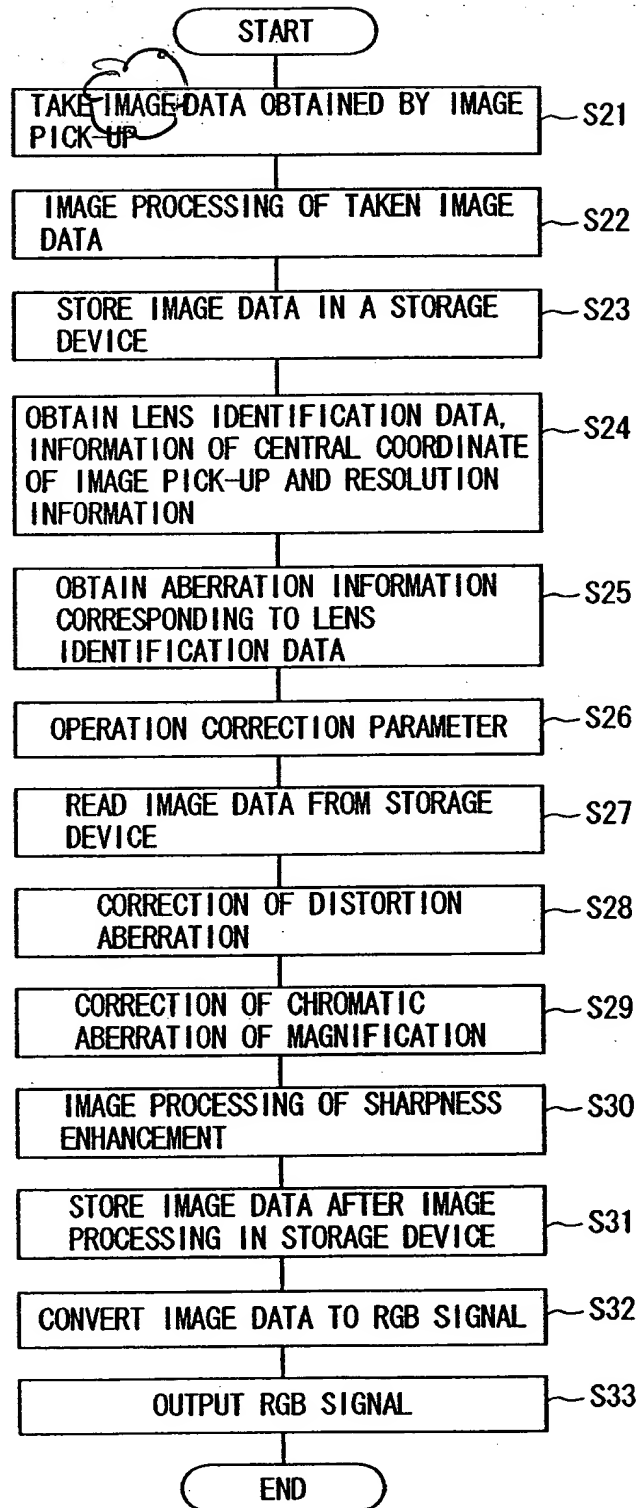 START
TAKE IMAGE DATA OBTAINED BY IMAGE
PICK-UP
S21
IMAGE PROCESSING OF TAKEN IMAGE
DATA
S22
STORE IMAGE DATA IN A STORAGE
DEVICE
S23
OBTAIN LENS IDENTIFICATION DATA,
INFORMATION OF CENTRAL COORDINATE
OF IMAGE PICK-UP AND RESOLUTION
INFORMATION
S24
OBTAIN ABERRATION INFORMATION
CORRESPONDING TO LENS
IDENTIFICATION DATA
S25
OPERATION CORRECTION PARAMETER
S26
READ IMAGE DATA FROM STORAGE
DEVICE
S27
CORRECTION OF DISTORTION
ABERRATION
S28
CORRECTION OF CHROMATIC
ABERRATION OF MAGNIFICATION
S29
IMAGE PROCESSING OF SHARPNESS
ENHANCEMENT
S30
STORE IMAGE DATA AFTER IMAGE
PROCESSING IN STORAGE DEVICE
S31
CONVERT IMAGE DATA TO RGB SIGNAL
S32
OUTPUT RGB SIGNAL
S33
END